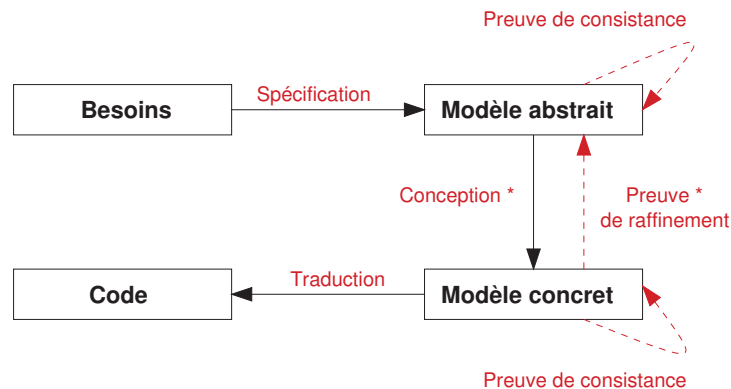 Preuve de consistance
Besoins
Spécification
Modèle abstrait
Conception *
Preuve *
de raffinement
Code
Traduction
Modèle concret
Preuve de consistance